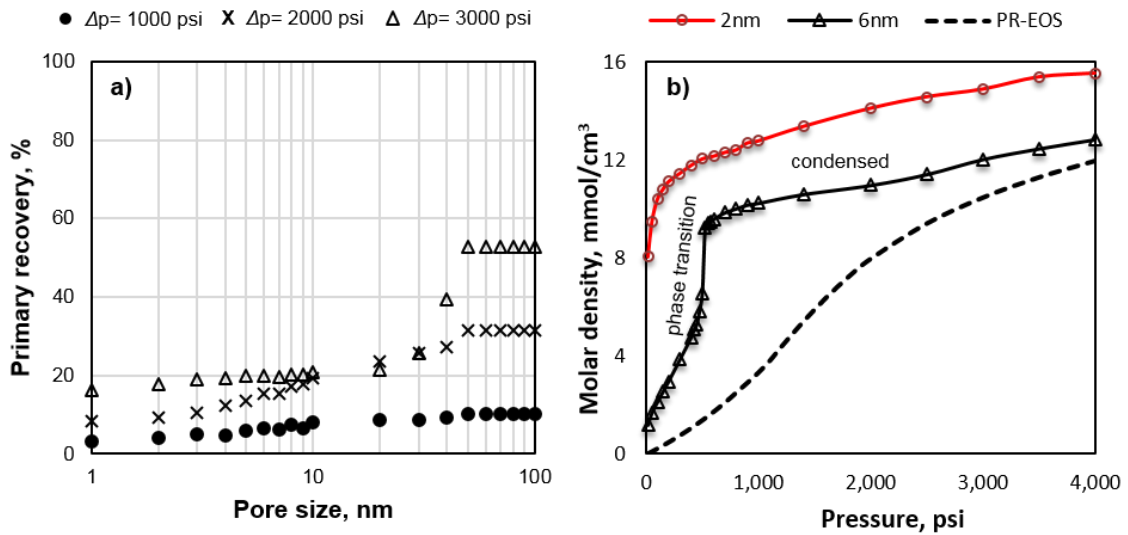 Δp= 1000 psi Δp= 2000 psi Δp= 3000 psi
a)
Primary recovery, %
100
80
60
40
20
0
1 10 100
Pore size, nm
2nm 6nm PR-EOS
b)
Molar density, mmol/cm³
16
12
8
4
0
condensed
phase transition
0 1,000 2,000 3,000 4,000
Pressure, psi